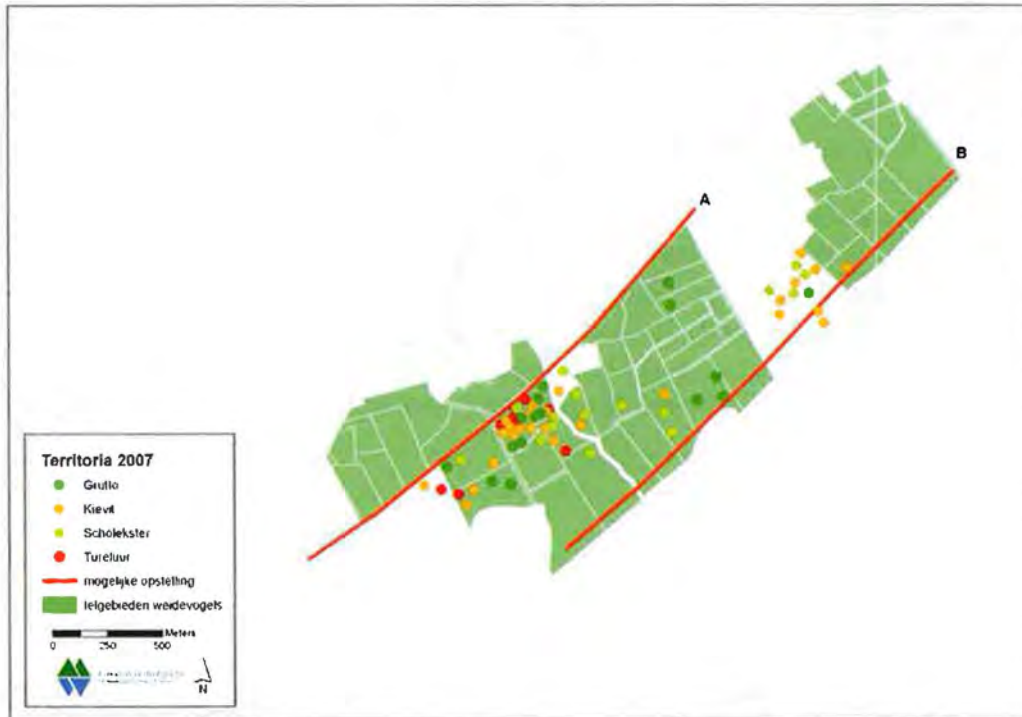 A
B
Territoria 2007
Grutto
Kievit
Scholekster
Tureluur
mogelijke opstelling
telgebieden weidevogels
Meters
0 250 500
N